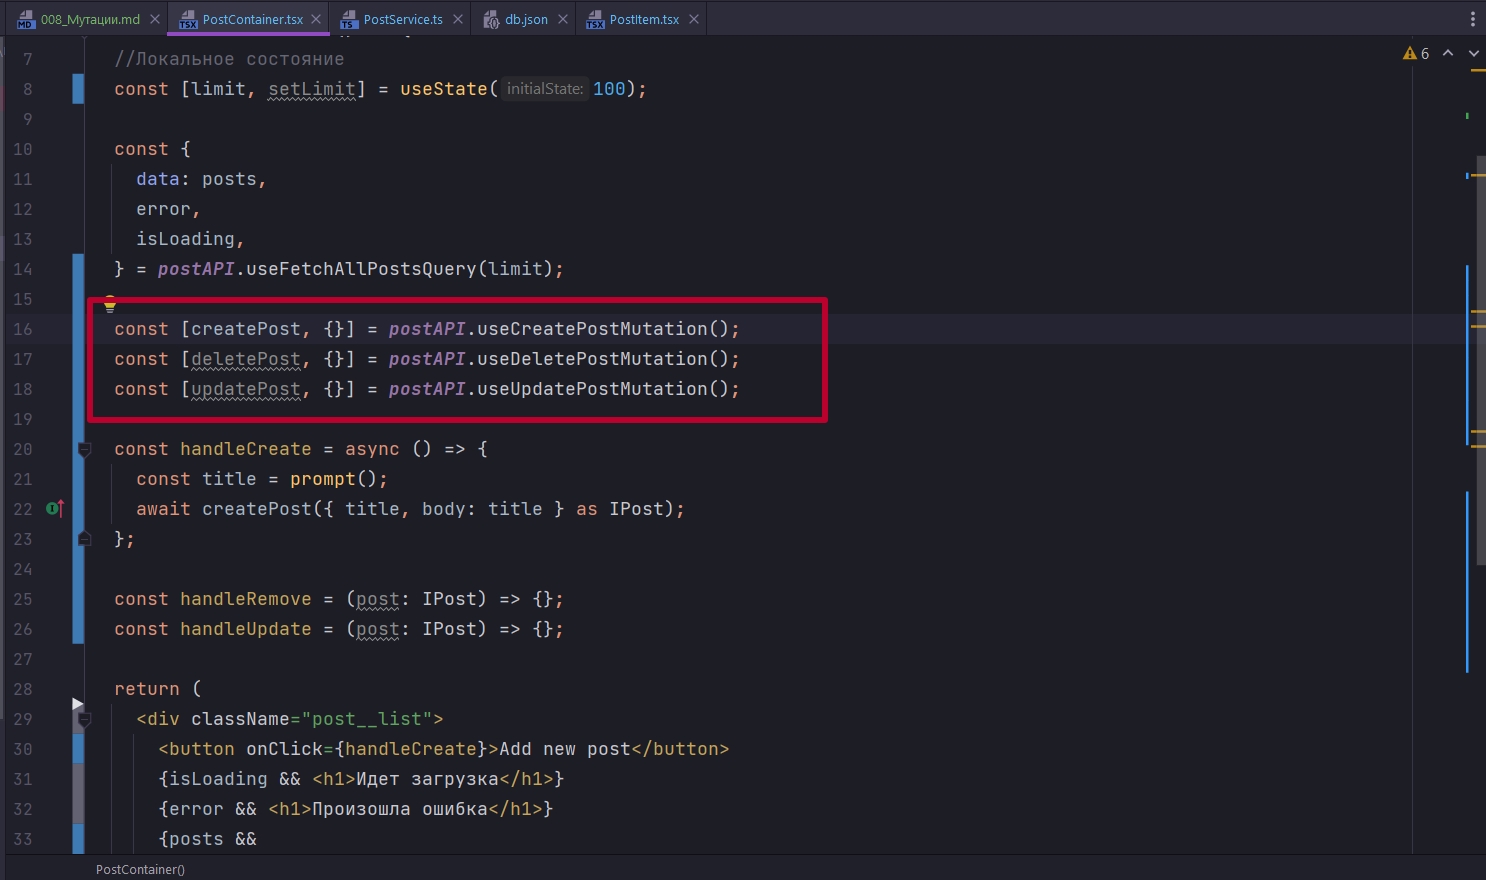 008_Мутации.md PostContainer.tsx PostService.ts db.json PostItem.tsx
6
7 //Локальное состояние
8 const [limit, setLimit] = useState( initialState: 100);
9
10 const {
11 data: posts,
12 error,
13 isLoading,
14 } = postAPI.useFetchAllPostsQuery(limit);
15
16 const [createPost, {}] = postAPI.useCreatePostMutation();
17 const [deletePost, {}] = postAPI.useDeletePostMutation();
18 const [updatePost, {}] = postAPI.useUpdatePostMutation();
19
20 const handleCreate = async () => {
21 const title = prompt();
22 await createPost({ title, body: title } as IPost);
23 };
24
25 const handleRemove = (post: IPost) => {};
26 const handleUpdate = (post: IPost) => {};
27
28 return (
29 <div className="post__list">
30 <button onClick={handleCreate}>Add new post</button>
31 {isLoading && <h1>Идет загрузка</h1>}
32 {error && <h1>Произошла ошибка</h1>}
33 {posts &&
PostContainer()